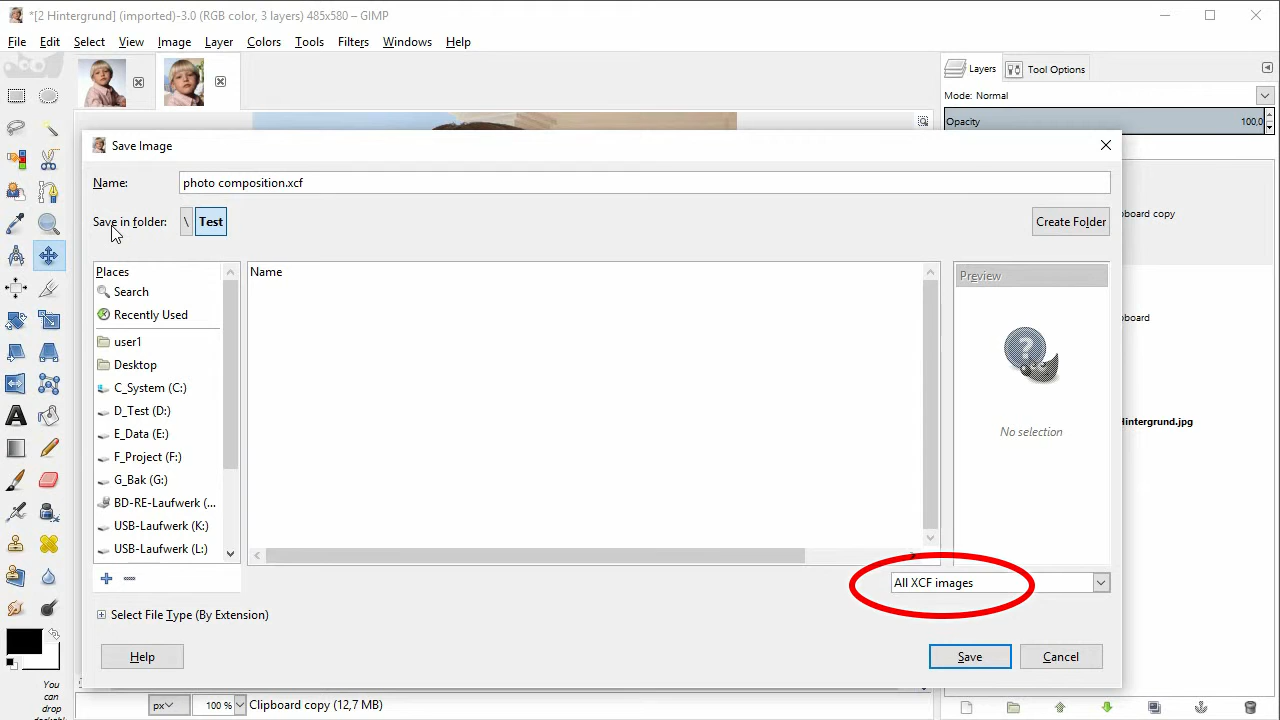 *[2 Hintergrund] (imported)-3.0 (RGB color, 3 layers) 485x580 – GIMP
File Edit Select View Image Layer Colors Tools Filters Windows Help
Layers Tool Options
Mode: Normal
Opacity 100,0
Save Image
Name: photo composition.xcf
Save in folder: \ Test Create Folder
board copy
Places
Name
Preview
Search
Recently Used
board
user1
Desktop
C_System (C:)
D_Test (D:)
Hintergrund.jpg
E_Data (E:)
No selection
F_Project (F:)
G_Bak (G:)
BD-RE-Laufwerk (...
USB-Laufwerk (K:)
USB-Laufwerk (L:)
All XCF images
Select File Type (By Extension)
Help Save Cancel
You
can
drop
px 100 % Clipboard copy (12,7 MB)